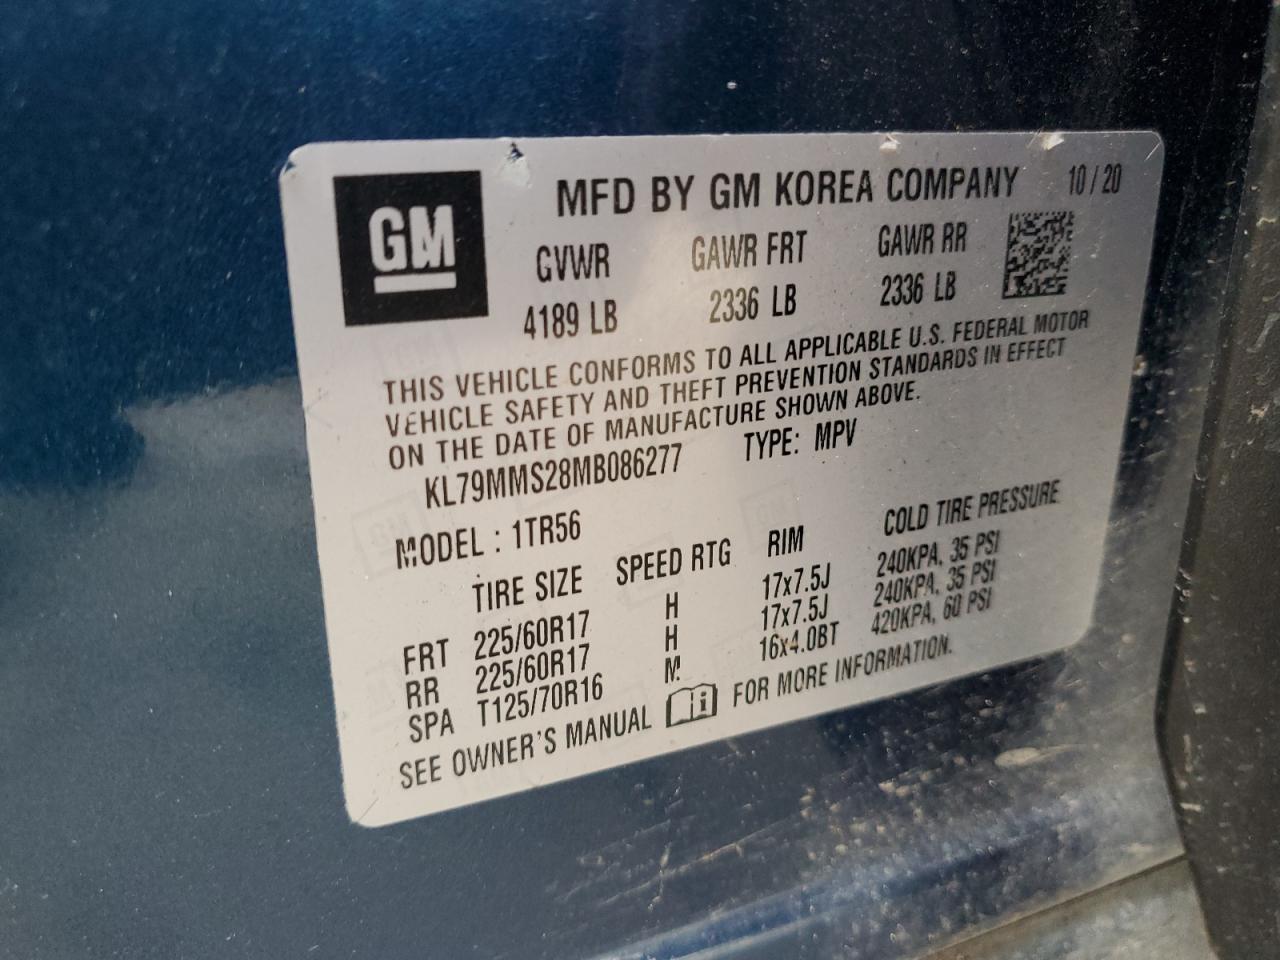 GM
MFD BY GM KOREA COMPANY 10/20
GVWR GAWR FRT GAWR RR
4189 LB 2336 LB 2336 LB
THIS VEHICLE CONFORMS TO ALL APPLICABLE U.S. FEDERAL MOTOR
VEHICLE SAFETY AND THEFT PREVENTION STANDARDS IN EFFECT
ON THE DATE OF MANUFACTURE SHOWN ABOVE.
KL79MMS28MB086277 TYPE: MPV
MODEL : 1TR56
TIRE SIZE SPEED RTG RIM COLD TIRE PRESSURE
FRT 225/60R17 H 17x7.5J 240KPA, 35 PSI
RR 225/60R17 H 17x7.5J 240KPA, 35 PSI
SPA T125/70R16 M 16x4.0BT 420KPA, 60 PSI
SEE OWNER'S MANUAL i FOR MORE INFORMATION.